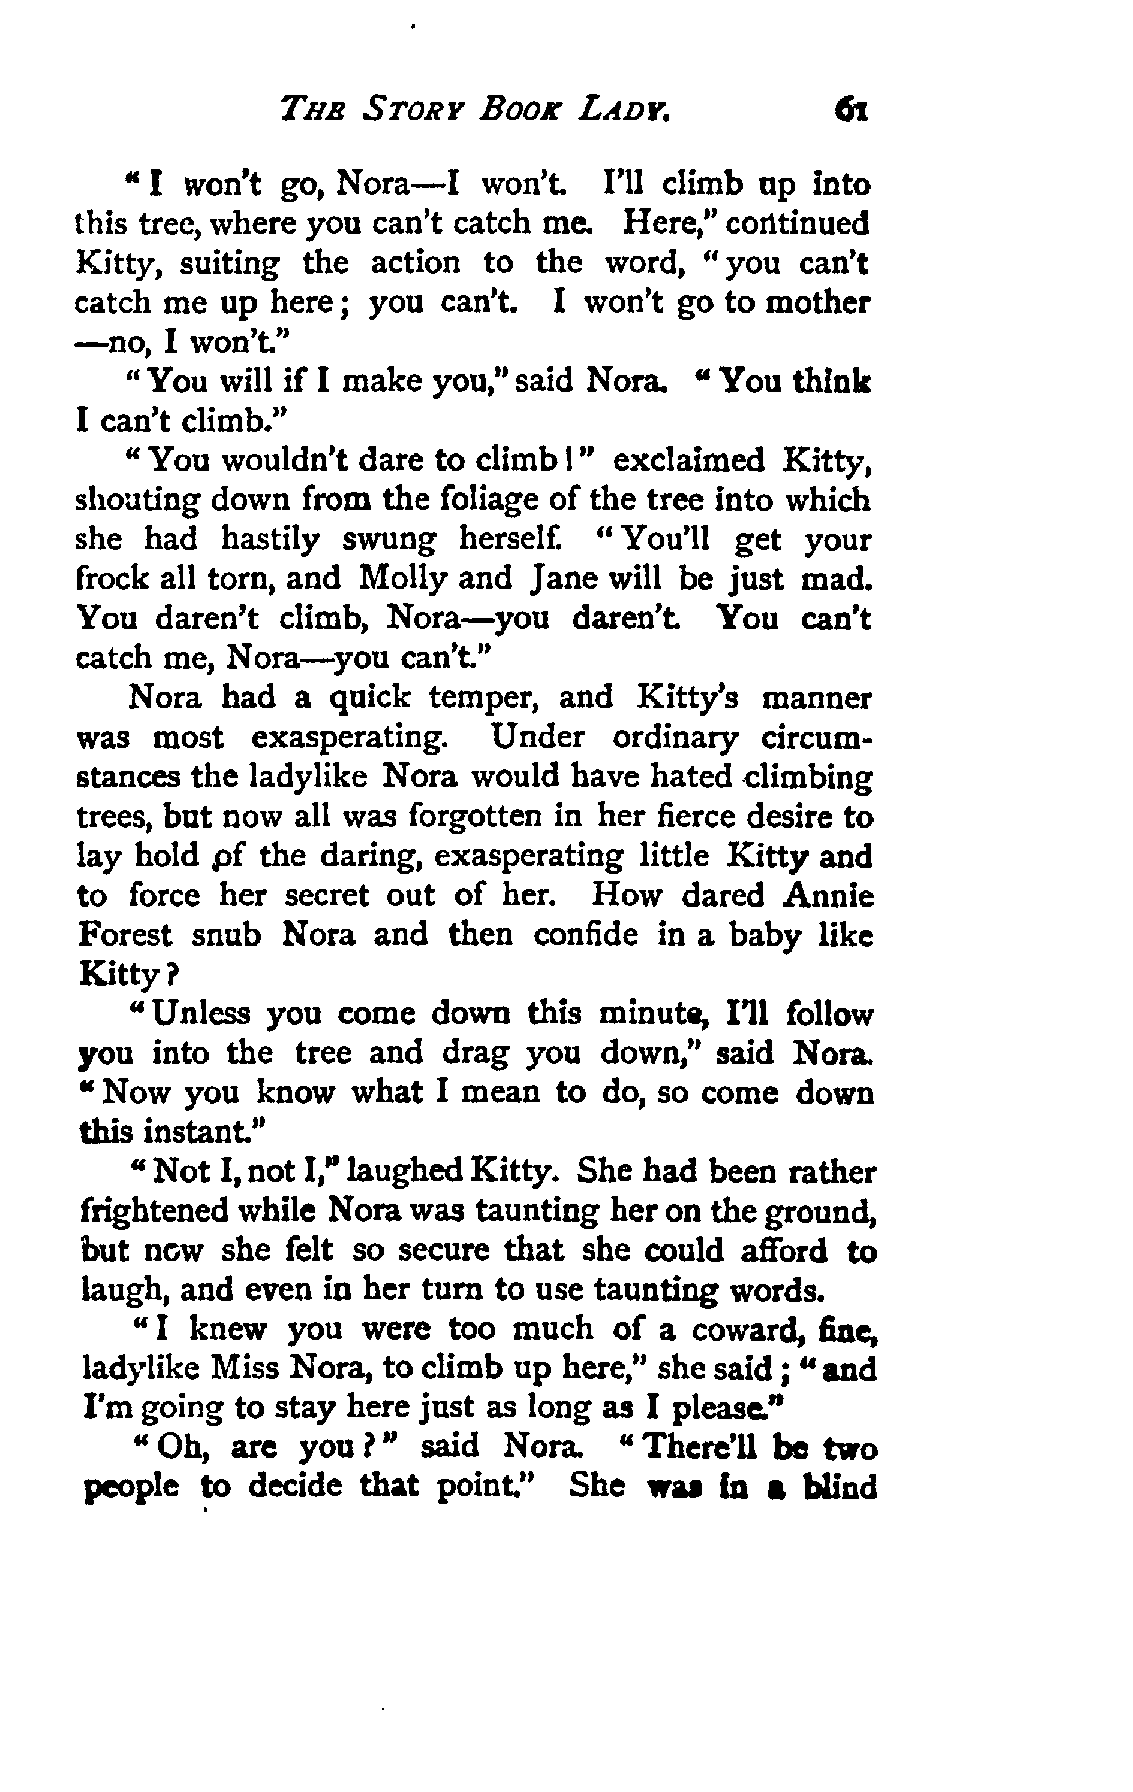 THE STORY BOOK LADY. 61
"I won't go, Nora—I won't. I'll climb up into
this tree, where you can't catch me. Here," continued
Kitty, suiting the action to the word, "you can't
catch me up here; you can't. I won't go to mother
—no, I won't."
"You will if I make you," said Nora. "You think
I can't climb."
"You wouldn't dare to climb!" exclaimed Kitty,
shouting down from the foliage of the tree into which
she had hastily swung herself. "You'll get your
frock all torn, and Molly and Jane will be just mad.
You daren't climb, Nora—you daren't. You can't
catch me, Nora—you can't."
Nora had a quick temper, and Kitty's manner
was most exasperating. Under ordinary circum-
stances the ladylike Nora would have hated climbing
trees, but now all was forgotten in her fierce desire to
lay hold of the daring, exasperating little Kitty and
to force her secret out of her. How dared Annie
Forest snub Nora and then confide in a baby like
Kitty?
"Unless you come down this minute, I'll follow
you into the tree and drag you down," said Nora.
"Now you know what I mean to do, so come down
this instant."
"Not I, not I," laughed Kitty. She had been rather
frightened while Nora was taunting her on the ground,
but now she felt so secure that she could afford to
laugh, and even in her turn to use taunting words.
"I knew you were too much of a coward, fine,
ladylike Miss Nora, to climb up here," she said; "and
I'm going to stay here just as long as I please."
"Oh, are you?" said Nora. "There'll be two
people to decide that point." She was in a blind